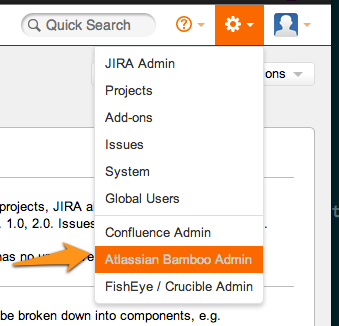 Quick Search
JIRA Admin
ons
Projects
Add-ons
Issues
System
Global Users
projects, JIRA a
. 1.0, 2.0. Issues
Confluence Admin
has no u
Atlassian Bamboo Admin
FishEye / Crucible Admin
be broken down into components, e.g.